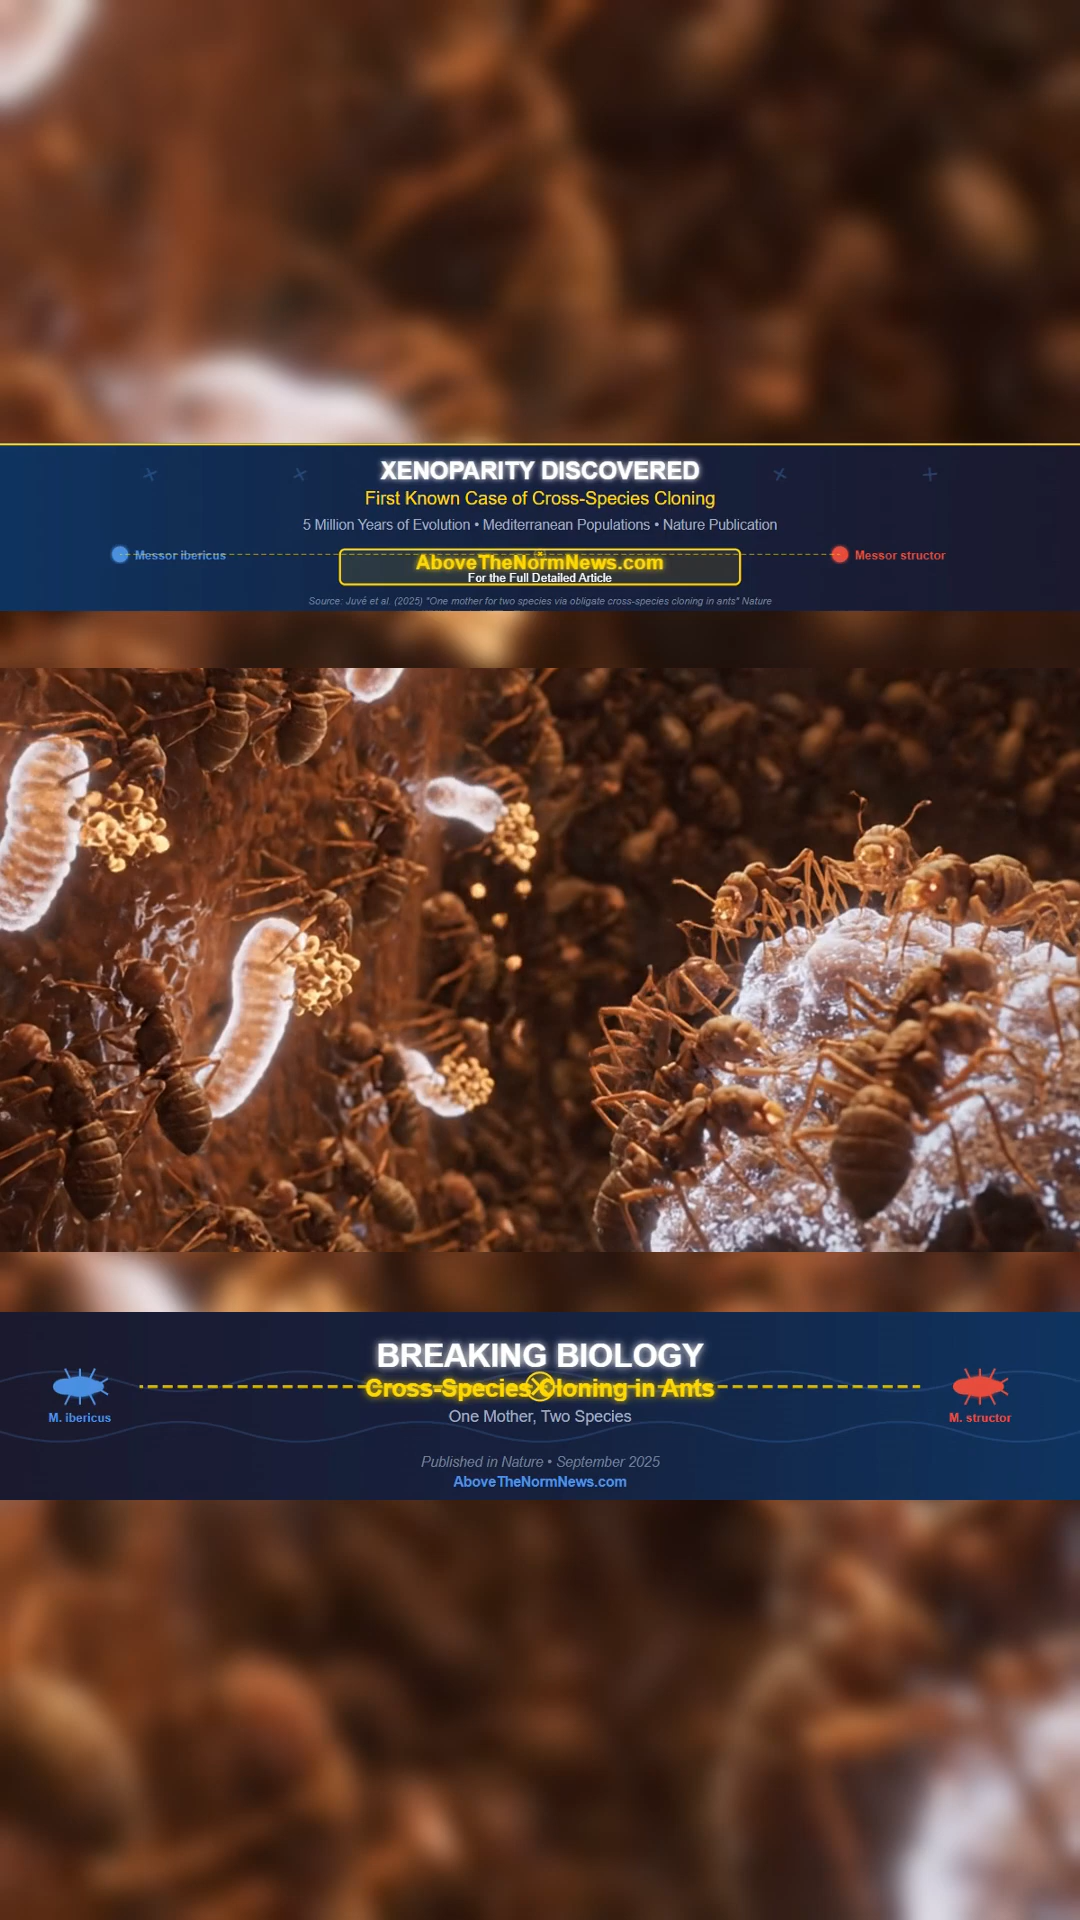 XENOPARITY DISCOVERED
First Known Case of Cross-Species Cloning
5 Million Years of Evolution • Mediterranean Populations • Nature Publication
Messor ibericus
Messor structor
AboveTheNormNews.com
For the Full Detailed Article
Source: Juvé et al. (2025) "One mother for two species via obligate cross-species cloning in ants" Nature
BREAKING BIOLOGY
Cross-Species Cloning in Ants
One Mother, Two Species
M. ibericus
M. structor
Published in Nature • September 2025
AboveTheNormNews.com